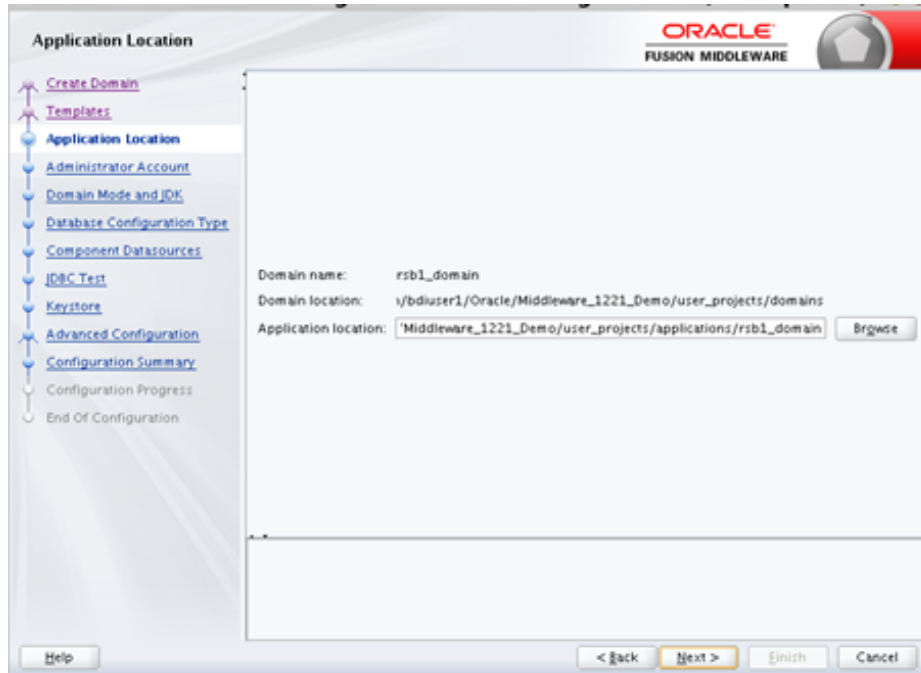 Application Location
ORACLE
FUSION MIDDLEWARE
Create Domain
Templates
Application Location
Administrator Account
Domain Mode and JDK
Database Configuration Type
Component Datasources
JDBC Test
Keystore
Advanced Configuration
Configuration Summary
Configuration Progress
End Of Configuration
Domain name: rsb1_domain
Domain location: /bdiuser1/Oracle/Middleware_1221_Demo/user_projects/domains
Application location: Middleware_1221_Demo/user_projects/applications/rsb1_domain Browse
Help < Back Next > Finish Cancel